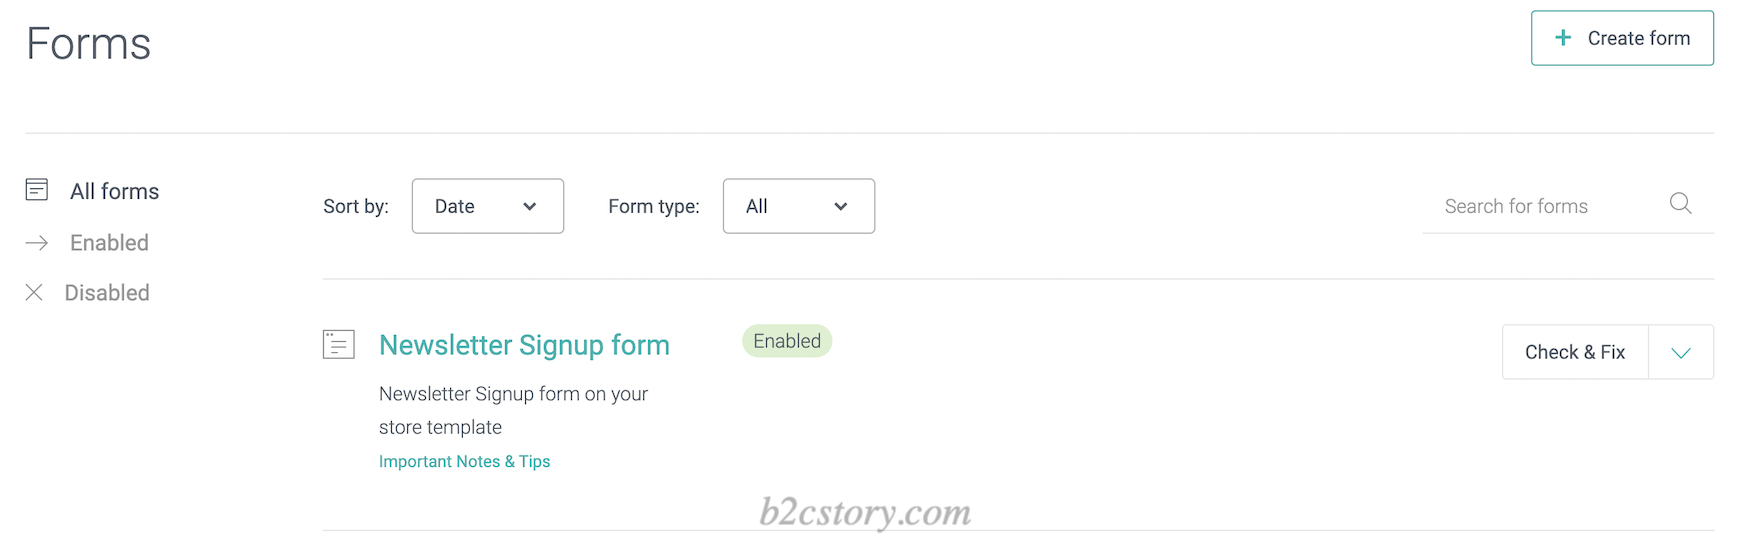 Forms
+ Create form
All forms
Enabled
Disabled
Sort by: Date Form type: All Search for forms
Newsletter Signup form Enabled Check & Fix
Newsletter Signup form on your
store template
Important Notes & Tips
b2cstory.com